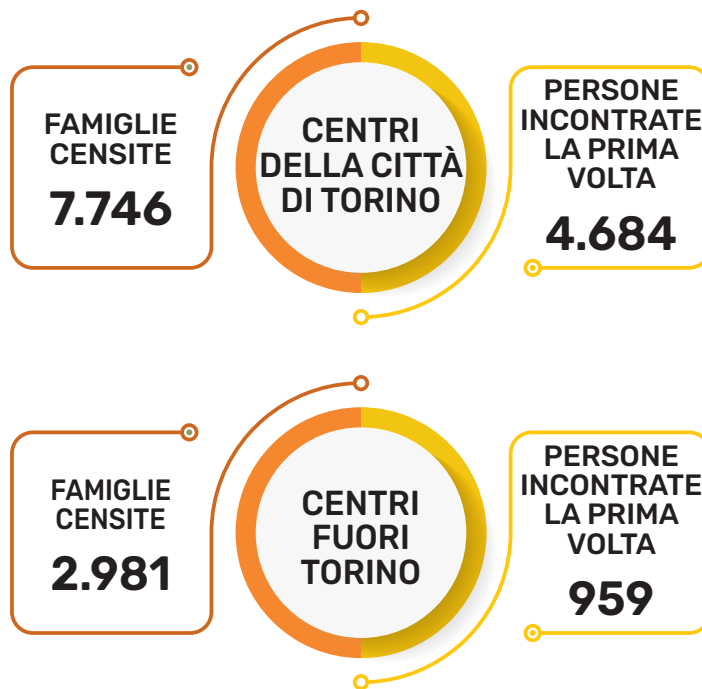 FAMIGLIE
CENSITE
7.746
CENTRI
DELLA CITTÀ
DI TORINO
PERSONE
INCONTRATE
LA PRIMA
VOLTA
4.684
FAMIGLIE
CENSITE
2.981
CENTRI
FUORI
TORINO
PERSONE
INCONTRATE
LA PRIMA
VOLTA
959